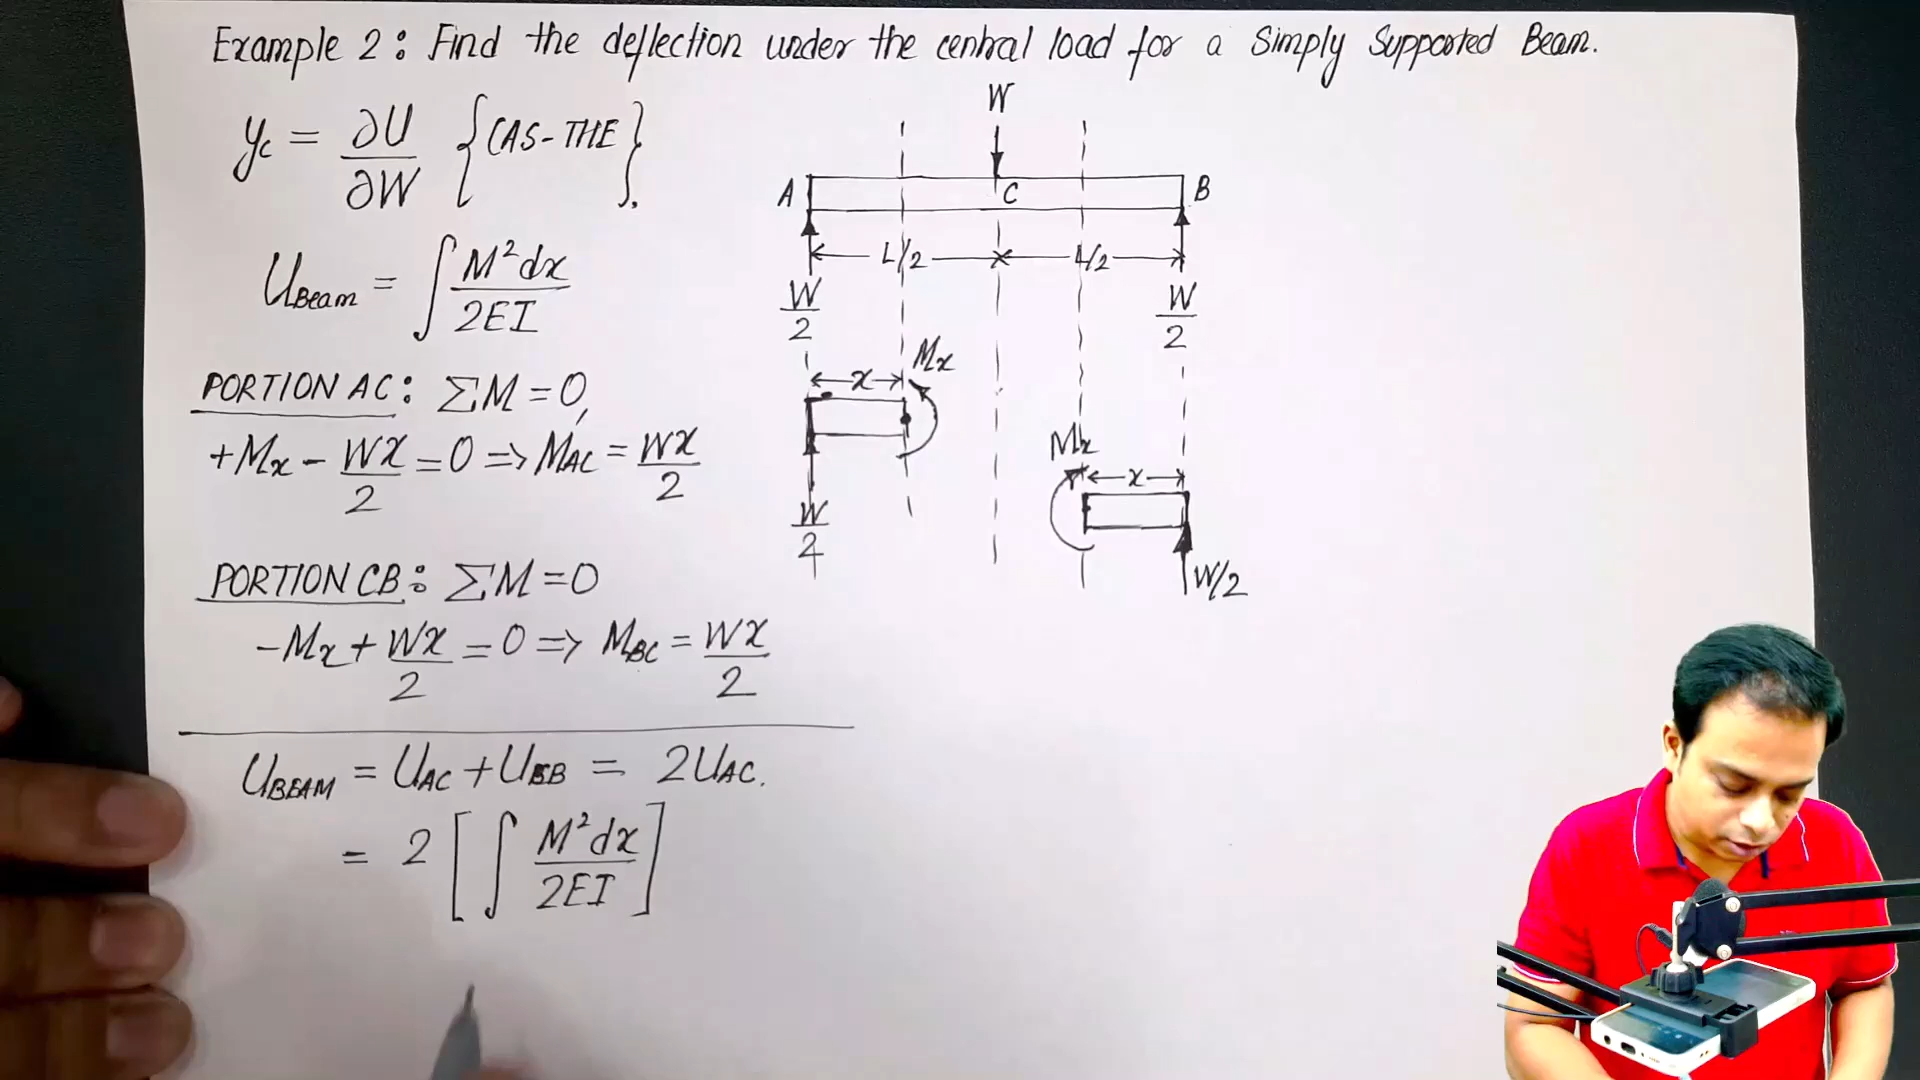 Example 2: Find the deflection under the central load for a Simply Supported Beam.
yc = ∂U/∂W {CAS-THE}.
UBeam = ∫ M²dx/2EI
PORTION AC: ΣM = 0,
+Mx - Wx/2 = 0 => MAC = Wx/2
PORTION CB: ΣM = 0
-Mx + Wx/2 = 0 => MBC = Wx/2
UBEAM = UAC + UBB = 2UAC.
= 2 [∫ M²dx/2EI]
W
A C B
L/2 L/2
W/2 W/2
x Mx
W/2
Mx x
W/2